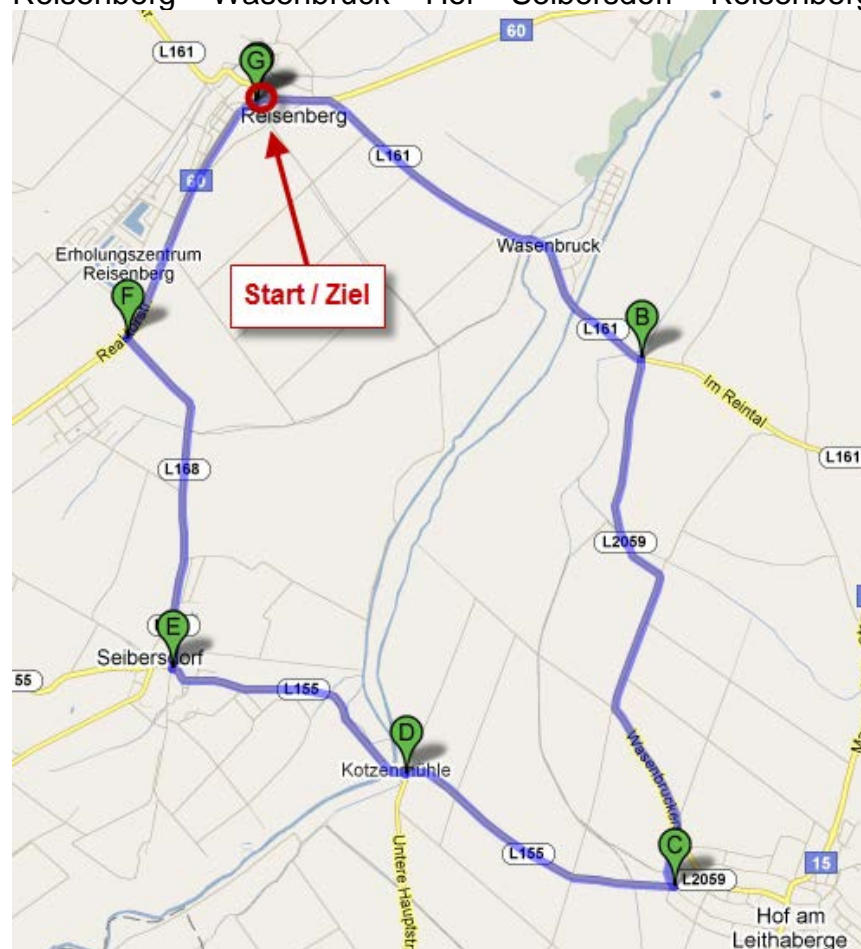 Reisenberg – Wasenbruck – Hof – Seibersdorf – Reisenberg
60
L161
G
Reisenberg
L161
60
Wasenbruck
Erholungszentrum
Reisenberg
Start / Ziel
F
B
L161
Im Reintal
L161
L168
L2059
E
Seibersdorf
55
L155
D
Kotzenmühle
Wasenbrucker
Untere Hauptstr
C
L155
L2059
15
Hof am
Leithaberge